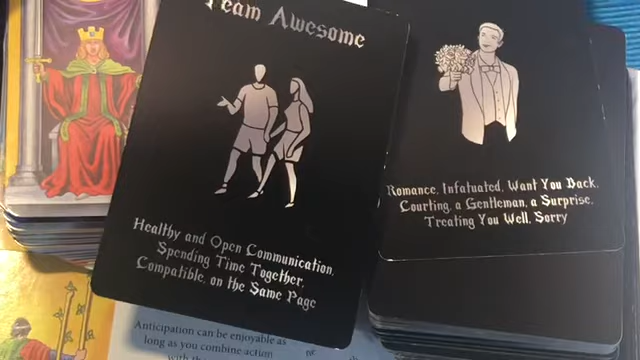 Team Awesome
Healthy and Open Communication,
Spending Time Together,
Compatible, on the Same Page
Romance, Infatuated, Want You Back,
Courting, a Gentleman, a Surprise,
Treating You Well, Sorry
Anticipation can be enjoyable as
long as you combine